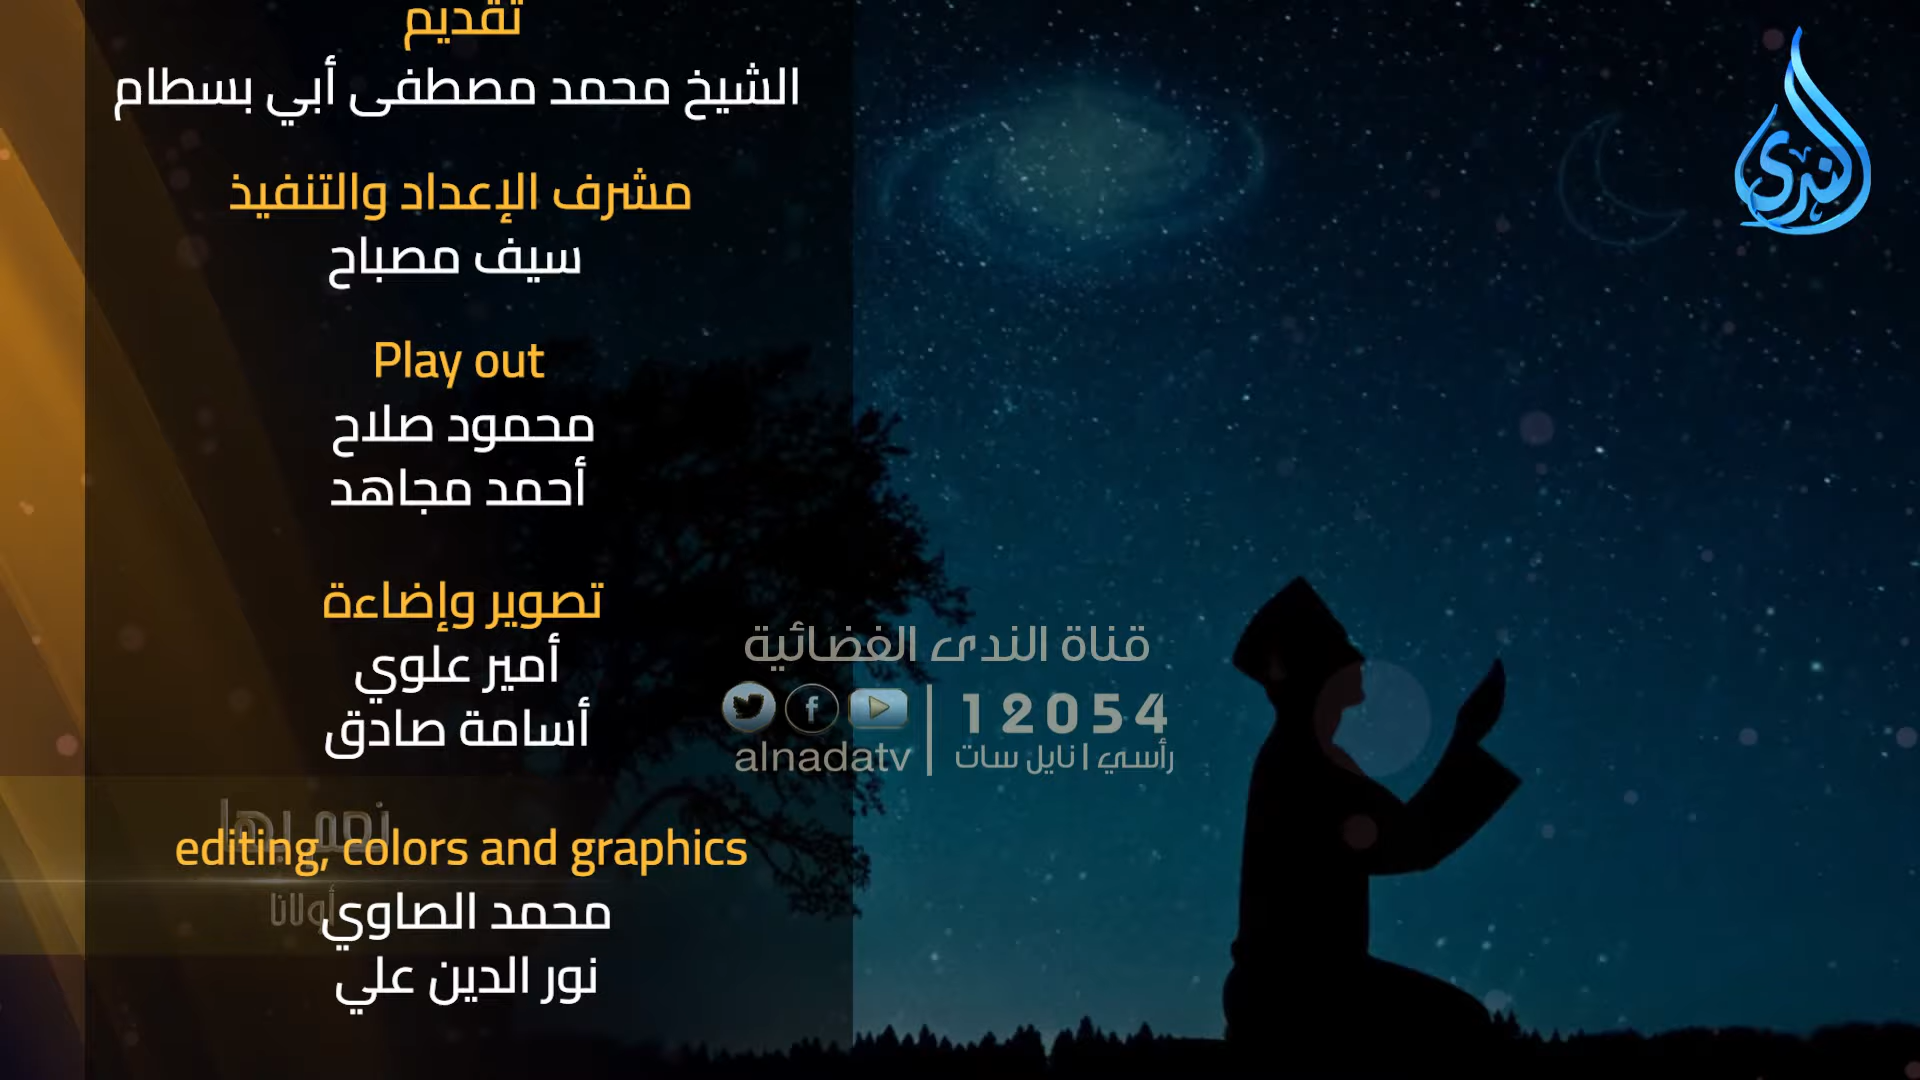 تقديم
الشيخ محمد مصطفى أبي بسطام
مشرف الإعداد والتنفيذ
سيف مصباح
Play out
محمود صلاح
أحمد مجاهد
تصوير وإضاءة
أمير علوي
أسامة صادق
editing, colors and graphics
محمد الصاوي
نور الدين علي
الندى
قناة الندى الفضائية
12054
رأسي | نايل سات
alnadatv